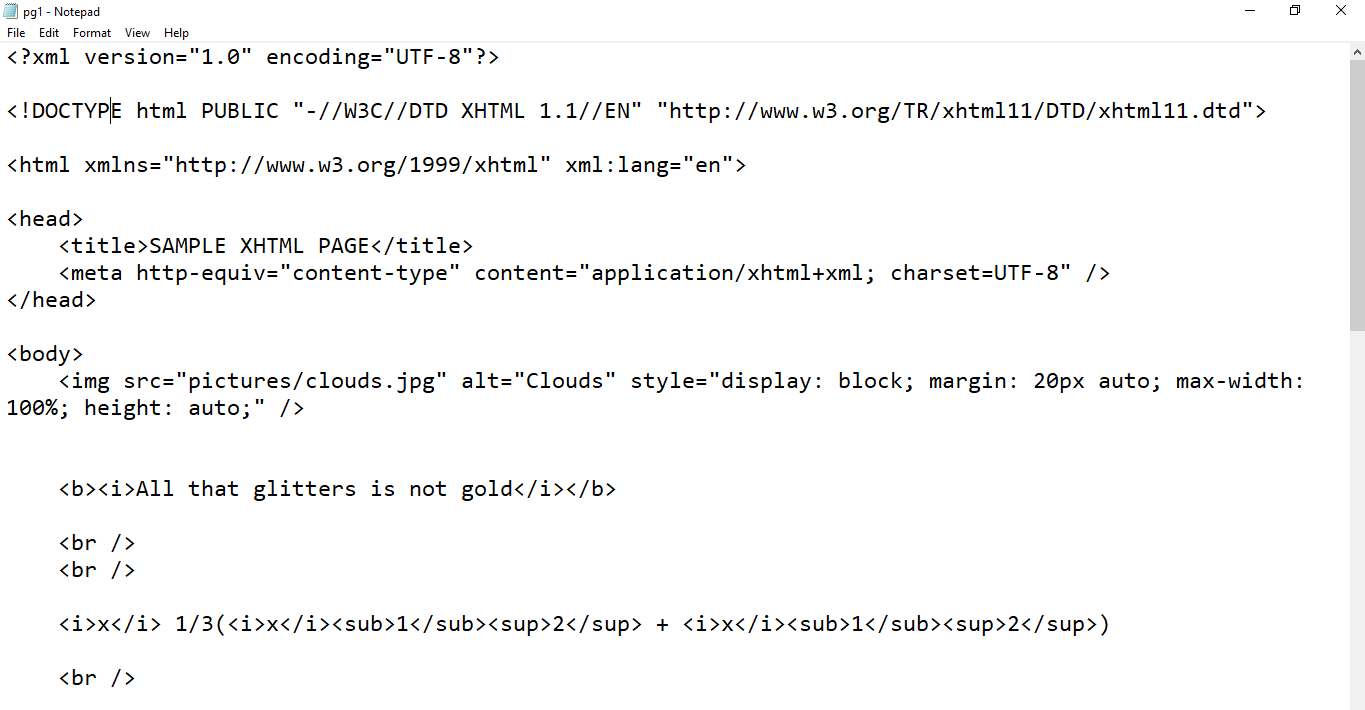 pg1 - Notepad
File Edit Format View Help
<?xml version="1.0" encoding="UTF-8"?>
<!DOCTYPE html PUBLIC "-//W3C//DTD XHTML 1.1//EN" "http://www.w3.org/TR/xhtml11/DTD/xhtml11.dtd">
<html xmlns="http://www.w3.org/1999/xhtml" xml:lang="en">
<head>
    <title>SAMPLE XHTML PAGE</title>
    <meta http-equiv="content-type" content="application/xhtml+xml; charset=UTF-8" />
</head>
<body>
    <img src="pictures/clouds.jpg" alt="Clouds" style="display: block; margin: 20px auto; max-width:
100%; height: auto;" />
    <b><i>All that glitters is not gold</i></b>
    <br />
    <br />
    <i>x</i> 1/3(<i>x</i><sub>1</sub><sup>2</sup> + <i>x</i><sub>1</sub><sup>2</sup>)
    <br />